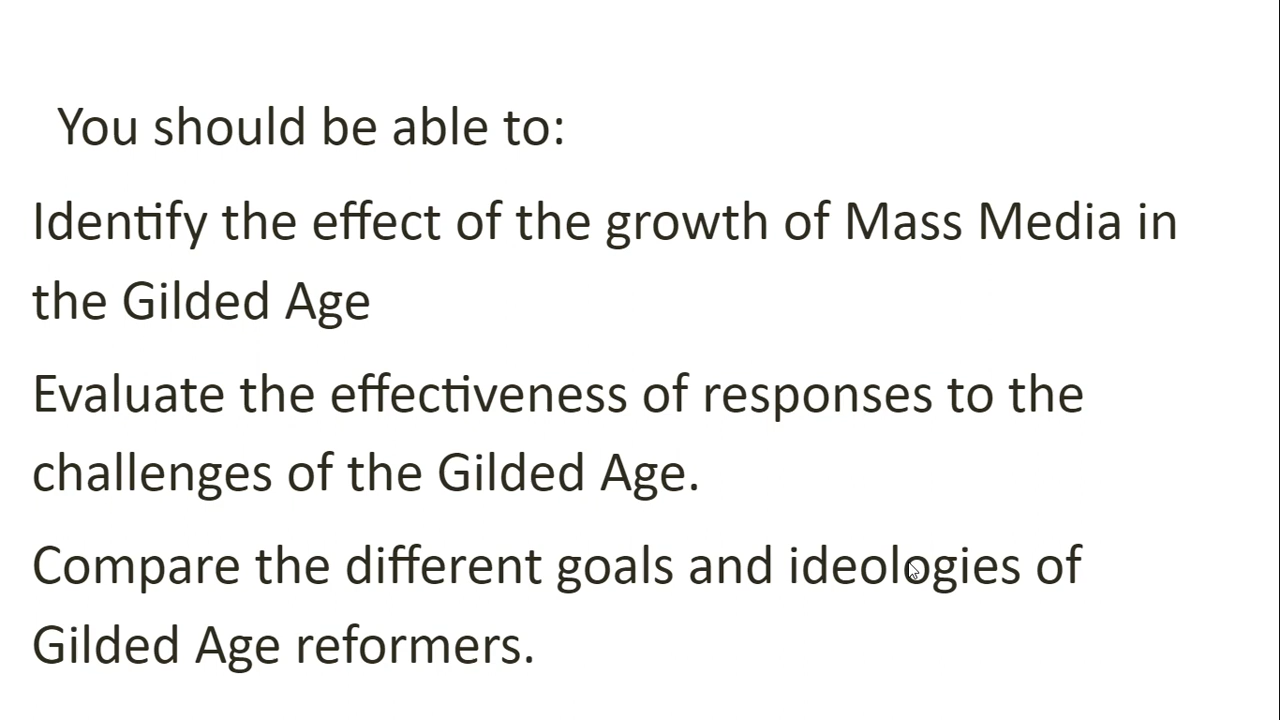 You should be able to:
Identify the effect of the growth of Mass Media in
the Gilded Age
Evaluate the effectiveness of responses to the
challenges of the Gilded Age.
Compare the different goals and ideologies of
Gilded Age reformers.